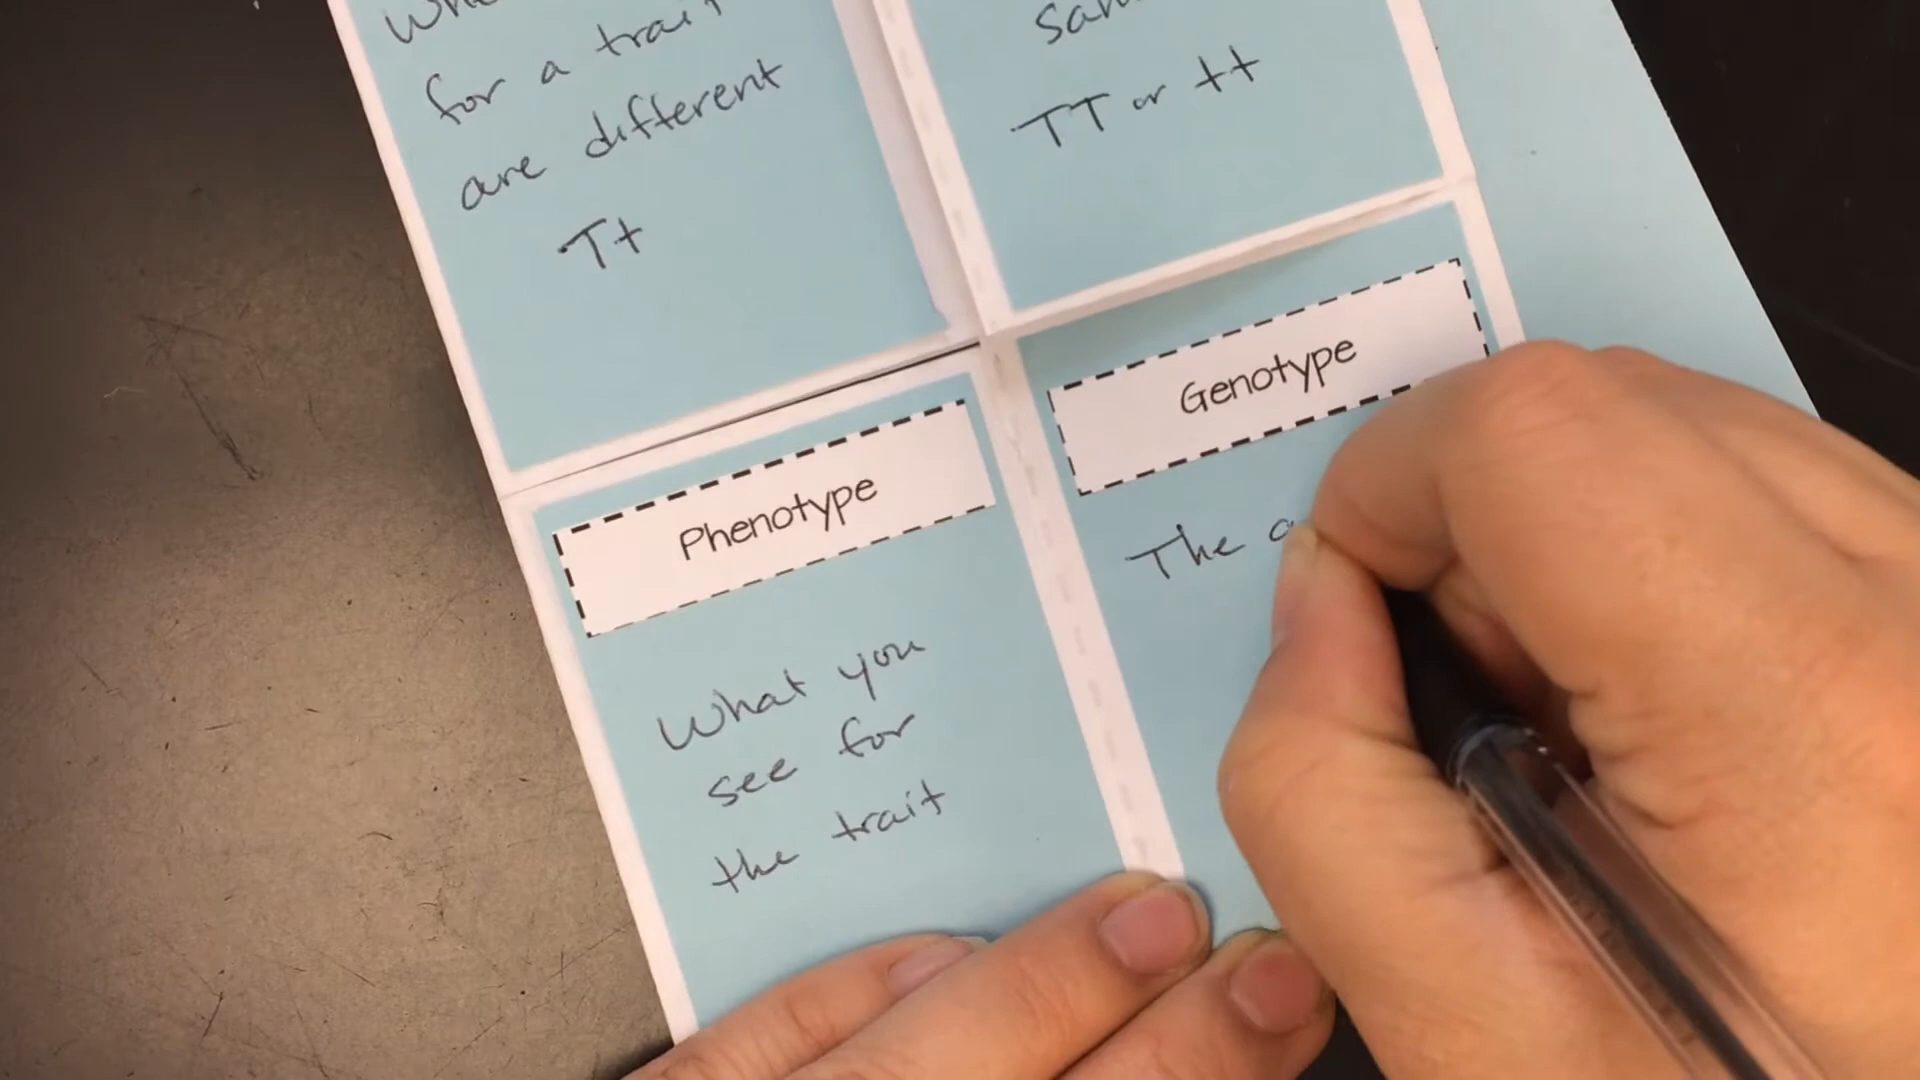 for a trait
are different
Tt
TT or tt
Phenotype
What you
see for
the trait
Genotype
The